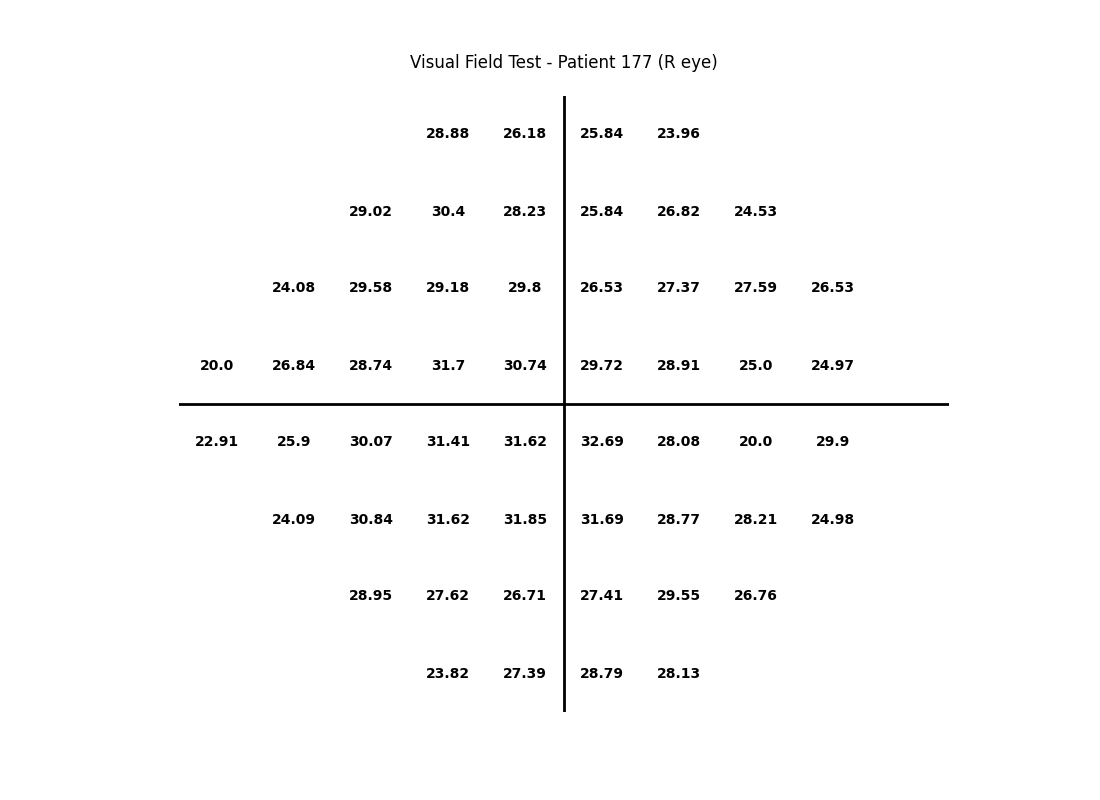 Visual Field Test - Patient 177 (R eye)
28.88 26.18 25.84 23.96
29.02 30.4 28.23 25.84 26.82 24.53
24.08 29.58 29.18 29.8 26.53 27.37 27.59 26.53
20.0 26.84 28.74 31.7 30.74 29.72 28.91 25.0 24.97
22.91 25.9 30.07 31.41 31.62 32.69 28.08 20.0 29.9
24.09 30.84 31.62 31.85 31.69 28.77 28.21 24.98
28.95 27.62 26.71 27.41 29.55 26.76
23.82 27.39 28.79 28.13